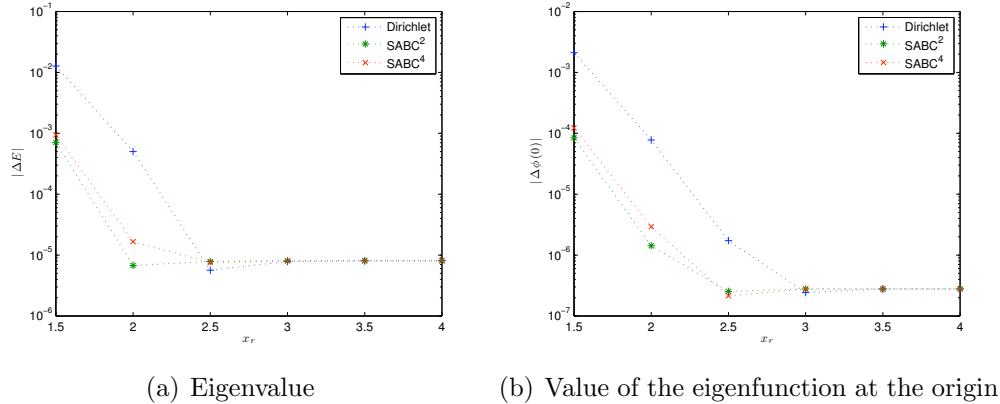 10^−1
10^−2
10^−3
10^−4
10^−5
10^−6
|ΔE|
1.5 2 2.5 3 3.5 4
x_r
Dirichlet
SABC^2
SABC^4
(a) Eigenvalue
10^−2
10^−3
10^−4
10^−5
10^−6
10^−7
|Δϕ(0)|
1.5 2 2.5 3 3.5 4
x_r
Dirichlet
SABC^2
SABC^4
(b) Value of the eigenfunction at the origin